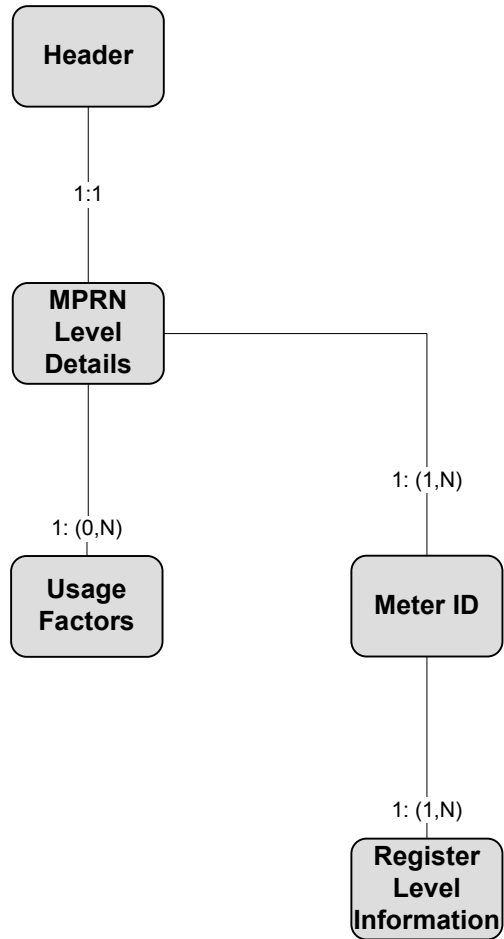 Header
1:1
MPRN
Level
Details
1: (0,N)
1: (1,N)
Usage
Factors
Meter ID
1: (1,N)
Register
Level
Information